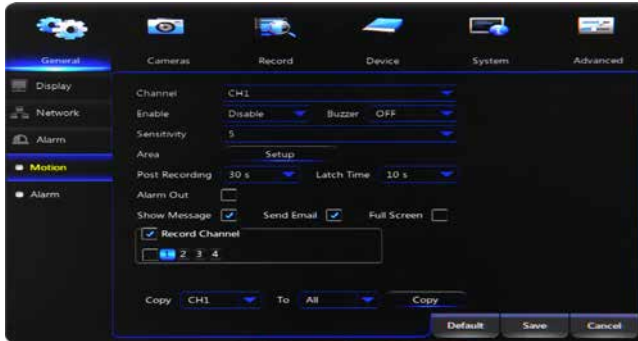 General Cameras Record Device System Advanced
Display
Network
Alarm
Motion
Alarm
Channel CH1
Enable Disable Buzzer OFF
Sensitivity 5
Area Setup
Post Recording 30 s Latch Time 10 s
Alarm Out
Show Message Send Email Full Screen
Record Channel
1 2 3 4
Copy CH1 To All Copy
Default Save Cancel